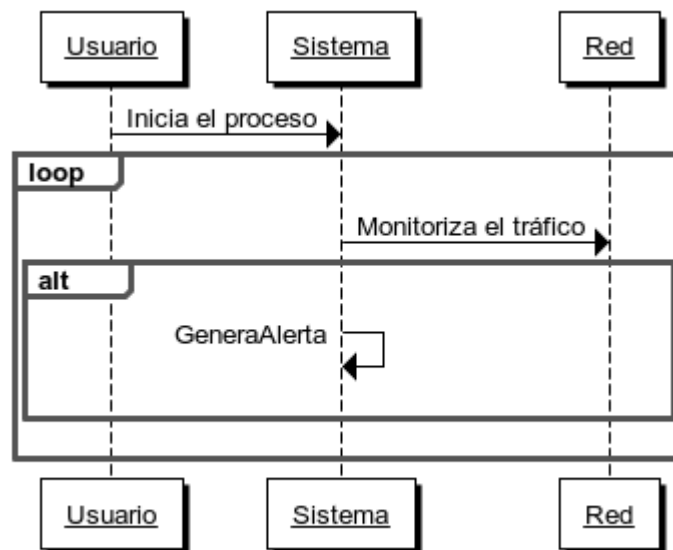 Usuario
Sistema
Red
Inicia el proceso
loop
Monitoriza el tráfico
alt
GeneraAlerta
Usuario
Sistema
Red